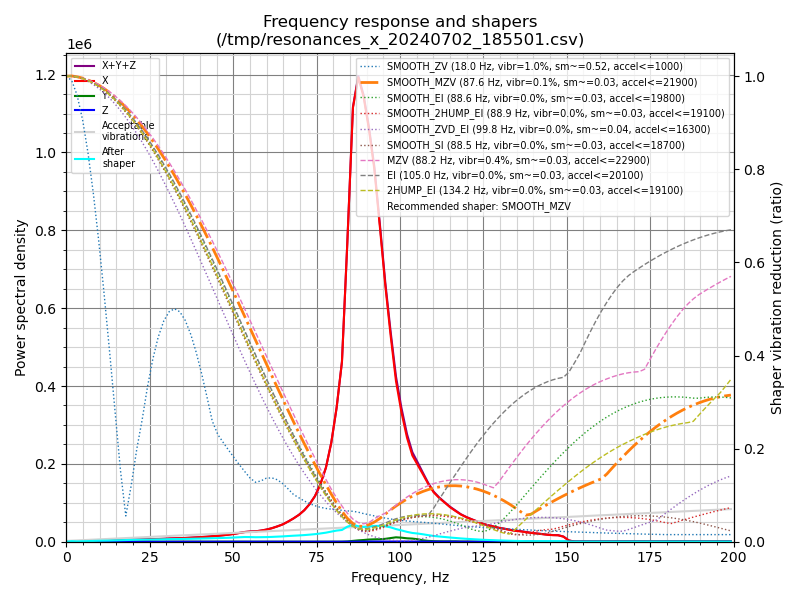 Frequency response and shapers
(/tmp/resonances_x_20240702_185501.csv)
1e6
X+Y+Z
X
Y
Z
Acceptable
vibrations
After
shaper
SMOOTH_ZV (18.0 Hz, vibr=1.0%, sm~=0.52, accel<=1000)
SMOOTH_MZV (87.6 Hz, vibr=0.1%, sm~=0.03, accel<=21900)
SMOOTH_EI (88.6 Hz, vibr=0.0%, sm~=0.03, accel<=19800)
SMOOTH_2HUMP_EI (88.9 Hz, vibr=0.0%, sm~=0.03, accel<=19100)
SMOOTH_ZVD_EI (99.8 Hz, vibr=0.0%, sm~=0.04, accel<=16300)
SMOOTH_SI (88.5 Hz, vibr=0.0%, sm~=0.03, accel<=18700)
MZV (88.2 Hz, vibr=0.4%, sm~=0.03, accel<=22900)
EI (105.0 Hz, vibr=0.0%, sm~=0.03, accel<=20100)
2HUMP_EI (134.2 Hz, vibr=0.0%, sm~=0.03, accel<=19100)
Recommended shaper: SMOOTH_MZV
Power spectral density
1.2
1.0
0.8
0.6
0.4
0.2
0.0
1.0
0.8
0.6
0.4
0.2
0.0
Shaper vibration reduction (ratio)
0 25 50 75 100 125 150 175 200
Frequency, Hz